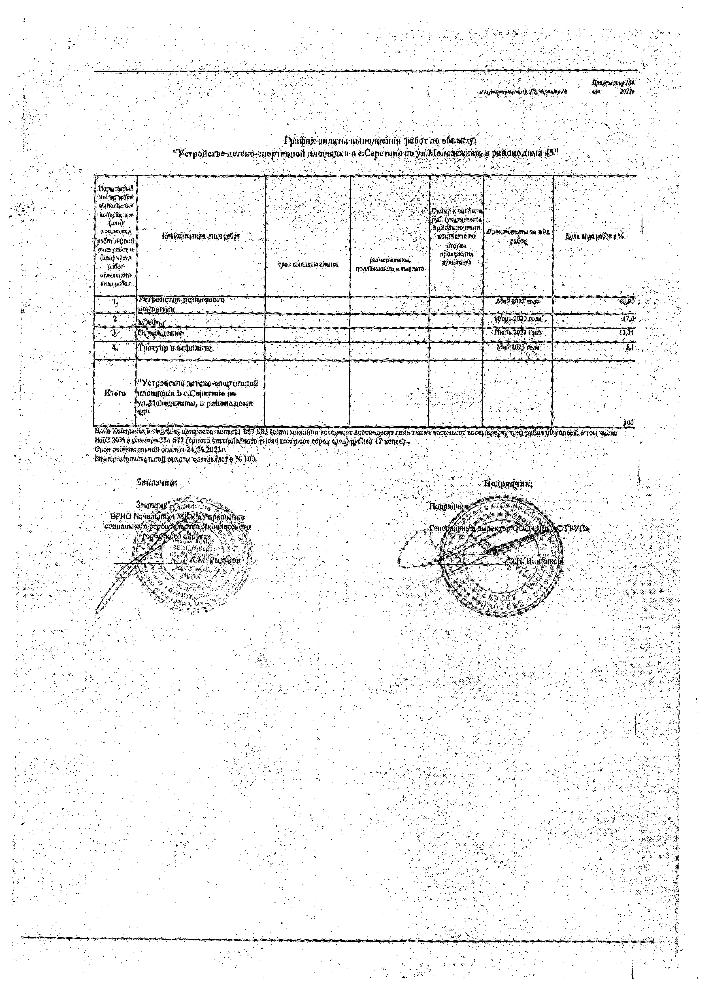 Приложение №4
к муниципальному Контракту № от 2023г
График оплаты выполнения работ по объекту:
"Устройство детско-спортивной площадки в с.Серетино по ул.Молодежная, в районе дома 45"
Порядковый номер этапа выполнения контракта и (или) комплекса работ и (или) вида работ и (или) части работ отдельного вида работ
Наименование вида работ
срок выплаты аванса
размер аванса, подлежащего к выплате
Сумма к оплате в руб. (указывается при заключении контракта по итогам проведения аукциона)
Сроки оплаты за вид работ
Доля вида работ в %
1. Устройство резинового покрытия Май 2023 года 63,99
2 МАФы Июнь 2023 года 17,6
3. Ограждение Июнь 2023 года 13,31
4. Тротуар в асфальте Май 2023 года 5,1
Итого "Устройство детско-спортивной площадки в с.Серетино по ул.Молодежная, в районе дома 45" 100
Цена Контракта в текущих ценах составляет1 887 883 (один миллион восемьсот восемьдесят семь тысяч восемьсот восемьдесят три) рубля 00 копеек, в том числе
НДС 20% в размере 314 647 (триста четырнадцать тысяч шестьсот сорок семь) рублей 17 копеек.
Срок окончательной оплаты 24.06.2023г.
Размер окончательной оплаты составляет в % 100.
Заказчик:
Подрядчик:
Заказчик
ВРИО Начальника МКУ «Управление
социального строительства Яковлевского
городского округа»
А.М. Рыкунов
Подрядчик
Генеральный директор ООО
О.Н. Винников